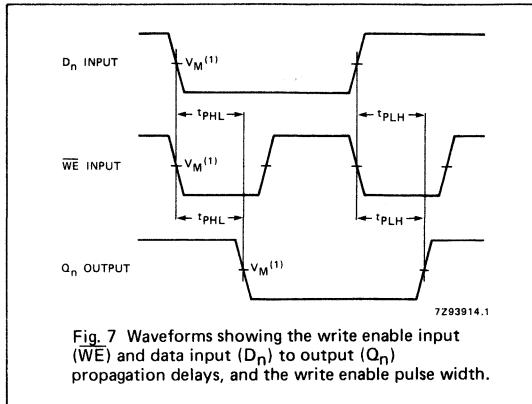 Dn INPUT
VM(1)
tPHL
tPLH
WE INPUT
VM(1)
tPHL
tPLH
Qn OUTPUT
VM(1)
7Z93914.1
Fig. 7 Waveforms showing the write enable input
(WE) and data input (Dn) to output (Qn)
propagation delays, and the write enable pulse width.